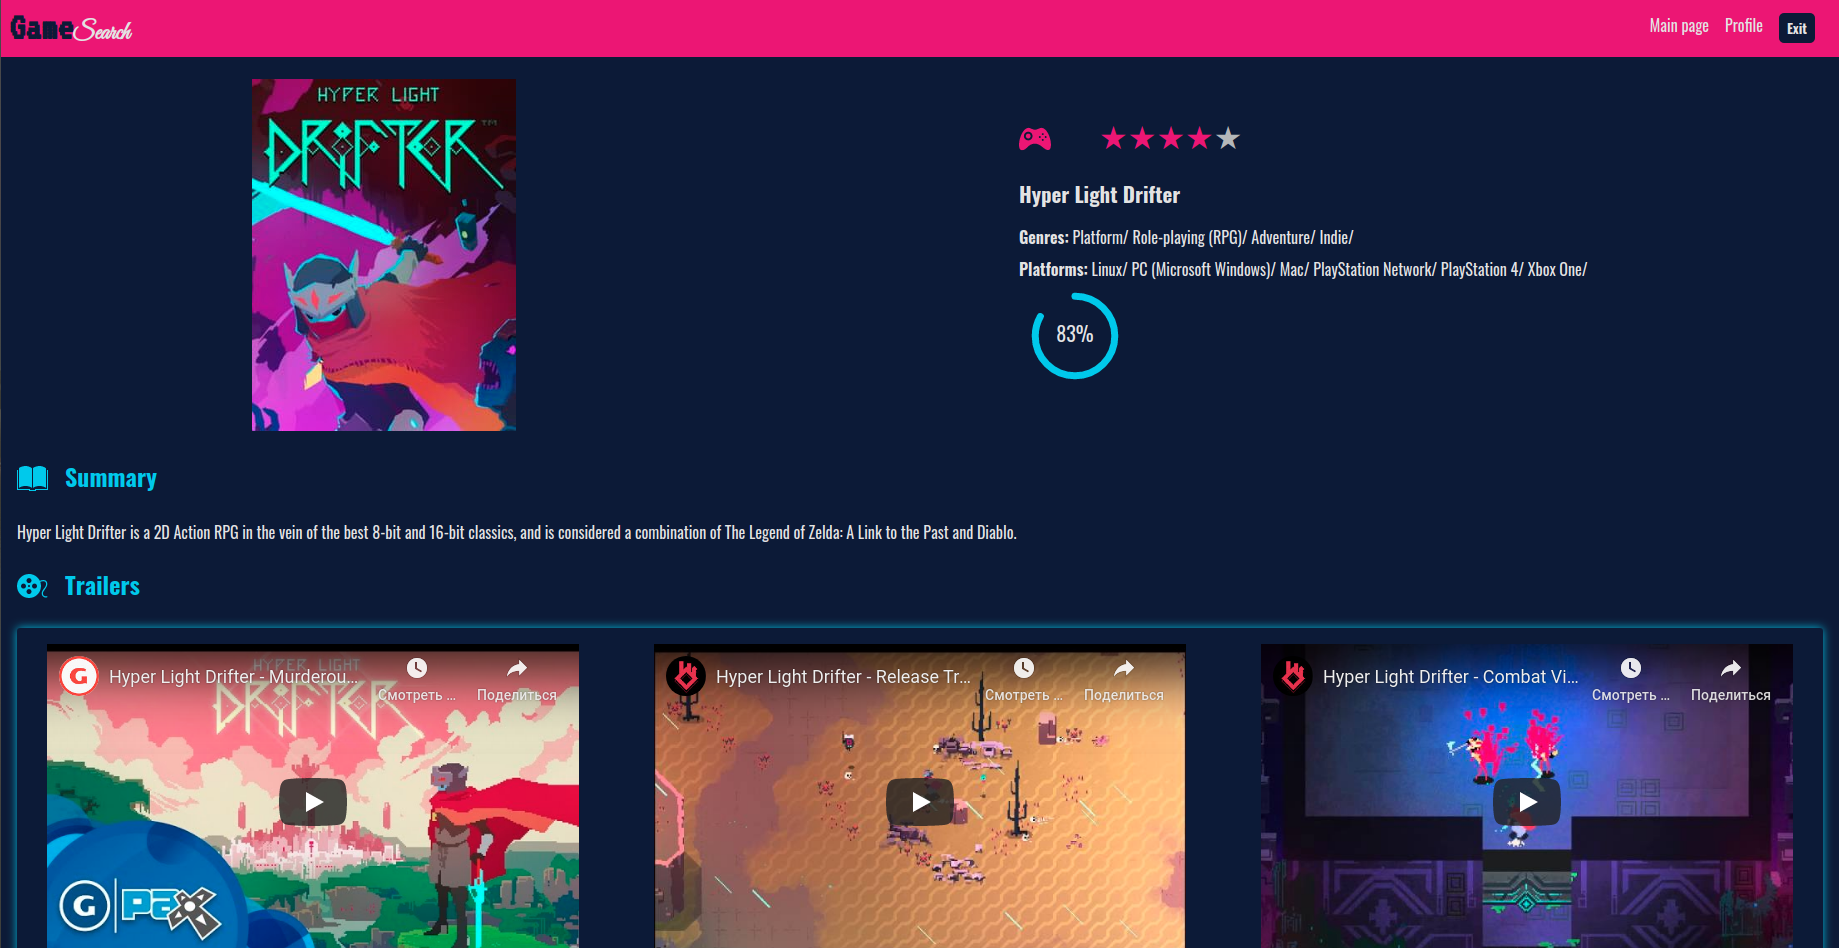 GameSearch
Main page Profile Exit
HYPER LIGHT
DRIFTER™
Hyper Light Drifter
Genres: Platform/ Role-playing (RPG)/ Adventure/ Indie/
Platforms: Linux/ PC (Microsoft Windows)/ Mac/ PlayStation Network/ PlayStation 4/ Xbox One/
83%
Summary
Hyper Light Drifter is a 2D Action RPG in the vein of the best 8-bit and 16-bit classics, and is considered a combination of The Legend of Zelda: A Link to the Past and Diablo.
Trailers
G
Hyper Light Drifter - Murderou...
Смотреть ...
Поделиться
HYPER LIGHT
DRIFTER
G
PAX
Hyper Light Drifter - Release Tr...
Смотреть ...
Поделиться
Hyper Light Drifter - Combat Vi...
Смотреть ...
Поделиться